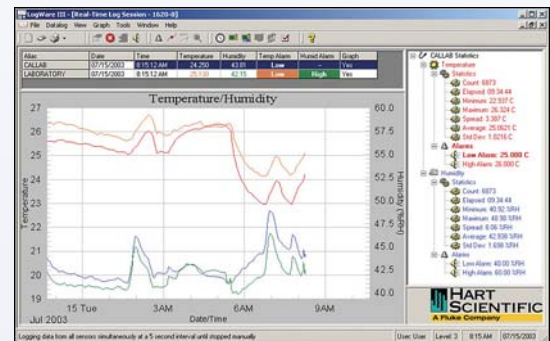 LogWare III - [Real-Time Log Session - 1620-0]
File Datalog View Graph Tools Window Help
Alias Date Time Temperature Humidity Temp Alarm Humid Alarm Graph
CALLAB 07/15/2003 8:15:12 AM 24.250 43.01 Low – Yes
LABORATORY 07/15/2003 8:15:12 AM 25.130 42.15 Low High Yes
Temperature/Humidity
27
26
25
24
23
22
21
20
19
Temperature
60.0
57.5
55.0
52.5
50.0
47.5
45.0
42.5
40.0
Humidity (%RH)
15 Tue 3AM 6AM 9AM
Jul 2003 Date/Time
CALLAB Statistics
Temperature
Statistics
Count: 6873
Elapsed: 09:34:44
Minimum: 22.937 C
Maximum: 26.324 C
Spread: 3.387 C
Average: 25.0621 C
Std Dev: 1.0216 C
Alarms
Low Alarm: 25.000 C
High Alarm: 26.000 C
Humidity
Statistics
Count: 6873
Elapsed: 09:34:44
Minimum: 40.92 %RH
Maximum: 48.98 %RH
Spread: 8.06 %RH
Average: 42.938 %RH
Std Dev: 1.698 %RH
Alarms
Low Alarm: 40.00 %RH
High Alarm: 60.00 %RH
HART
SCIENTIFIC
A Fluke Company
Logging data from all sensors simultaneously at a 5 second interval until stopped manually User: User Level: 3 8:15 AM 07/15/2003